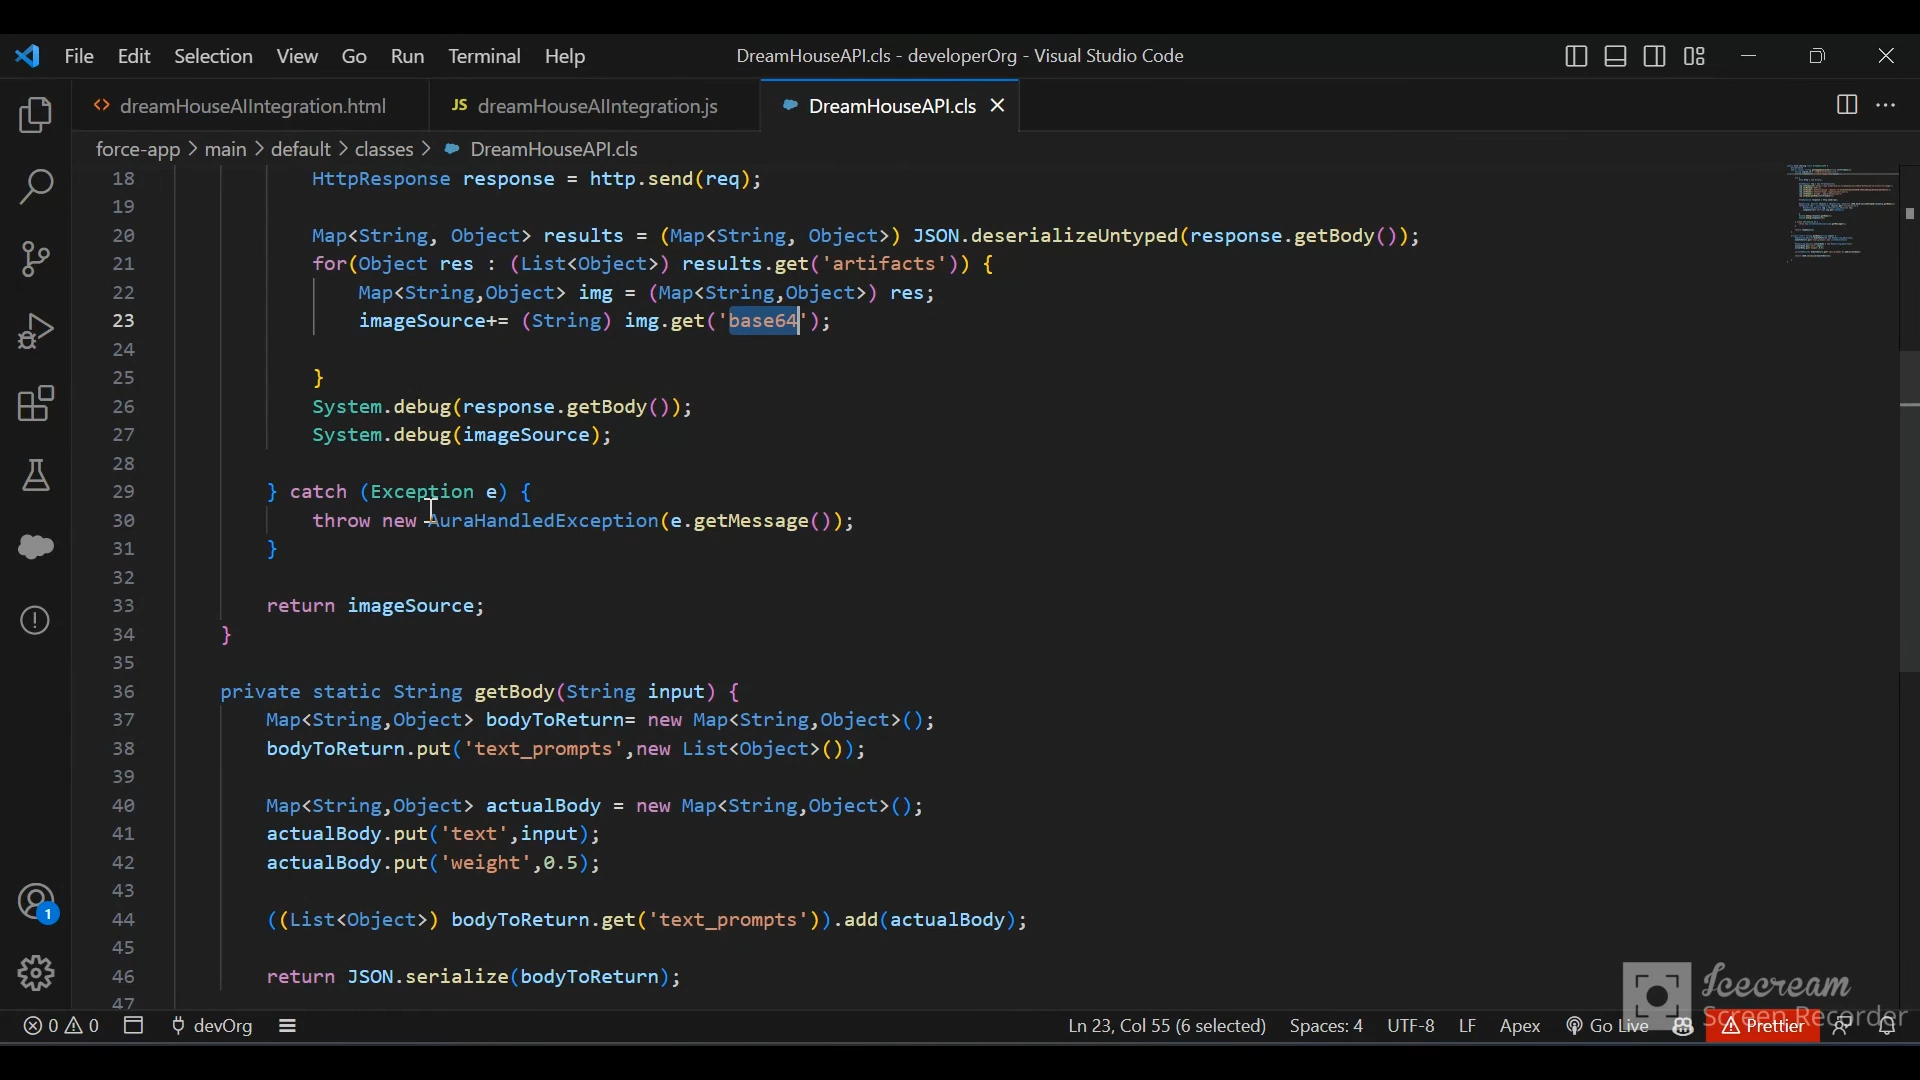 File Edit Selection View Go Run Terminal Help DreamHouseAPI.cls - developerOrg - Visual Studio Code
<> dreamHouseAIIntegration.html JS dreamHouseAIIntegration.js DreamHouseAPI.cls
force-app > main > default > classes > DreamHouseAPI.cls
18 HttpResponse response = http.send(req);
19
20 Map<String, Object> results = (Map<String, Object>) JSON.deserializeUntyped(response.getBody());
21 for(Object res : (List<Object>) results.get('artifacts')) {
22 Map<String,Object> img = (Map<String,Object>) res;
23 imageSource+= (String) img.get('base64');
24
25 }
26 System.debug(response.getBody());
27 System.debug(imageSource);
28
29 } catch (Exception e) {
30 throw new AuraHandledException(e.getMessage());
31 }
32
33 return imageSource;
34 }
35
36 private static String getBody(String input) {
37 Map<String,Object> bodyToReturn= new Map<String,Object>();
38 bodyToReturn.put('text_prompts',new List<Object>());
39
40 Map<String,Object> actualBody = new Map<String,Object>();
41 actualBody.put('text',input);
42 actualBody.put('weight',0.5);
43
44 ((List<Object>) bodyToReturn.get('text_prompts')).add(actualBody);
45
46 return JSON.serialize(bodyToReturn);
47
1
Icecream
Screen Recorder
0 0 devOrg Ln 23, Col 55 (6 selected) Spaces: 4 UTF-8 LF Apex Go Live Prettier